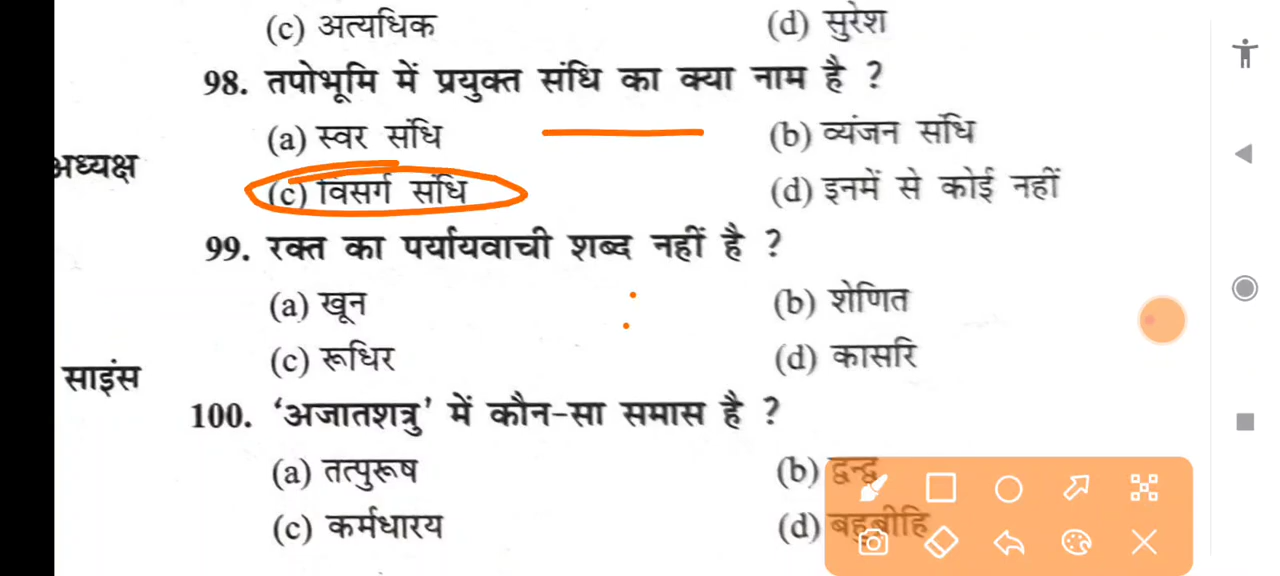 (c) अत्यधिक (d) सुरेश
98. तपोभूमि में प्रयुक्त संधि का क्या नाम है ?
(a) स्वर संधि (b) व्यंजन संधि
अध्यक्ष
(c) विसर्ग संधि (d) इनमें से कोई नहीं
99. रक्त का पर्यायवाची शब्द नहीं है ?
(a) खून (b) शेणित
(c) रूधिर (d) कासरि
साइंस
100. ‘अजातशत्रु’ में कौन-सा समास है ?
(a) तत्पुरूष (b) द्वन्द्व
(c) कर्मधारय (d) बहुब्रीहि